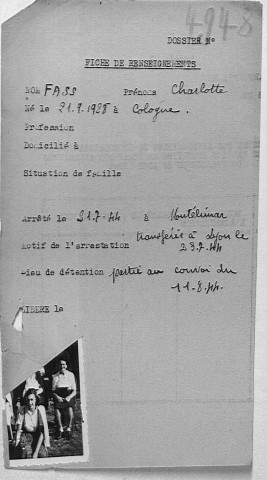 4948
DOSSIER N°
FICHE DE RENSEIGNEMENTS
NOM FASS Prénoms Charlotte
Né le 21.9.1928 à Cologne.
Profession
Domicilié à
Situation de famille
Arrêté le 21.7.44 à Montélimar
transférée à Lyon le
Motif de l'arrestation 23.7.44
Lieu de détention partie au convoi du
11.8.44.
LIBERE le